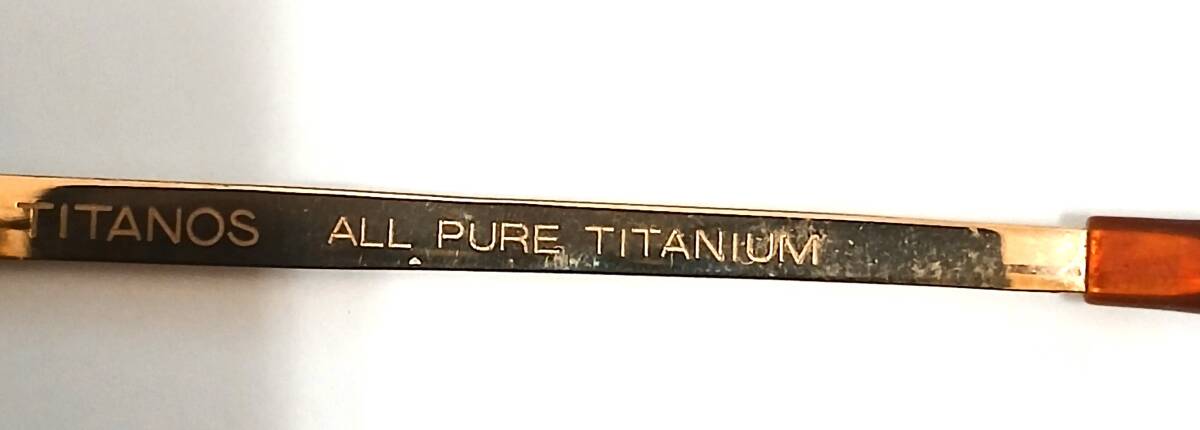 TITANOS ALL PURE TITANIUM